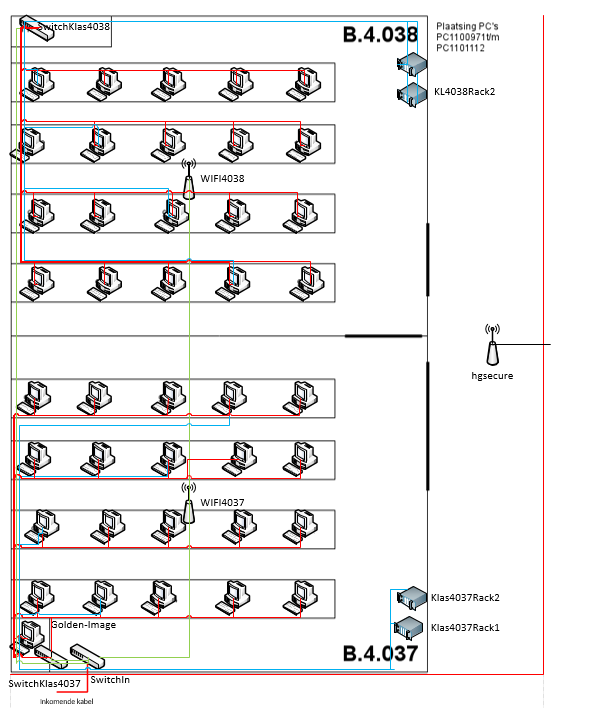 SwitchKlas4038
B.4.038
Plaatsing PC's
PC1100971t/m
PC1101112
KL4038Rack2
WIFI4038
hgsecure
WIFI4037
Klas4037Rack2
Golden-Image
Klas4037Rack1
B.4.037
SwitchKlas4037
SwitchIn
Inkomende kabel